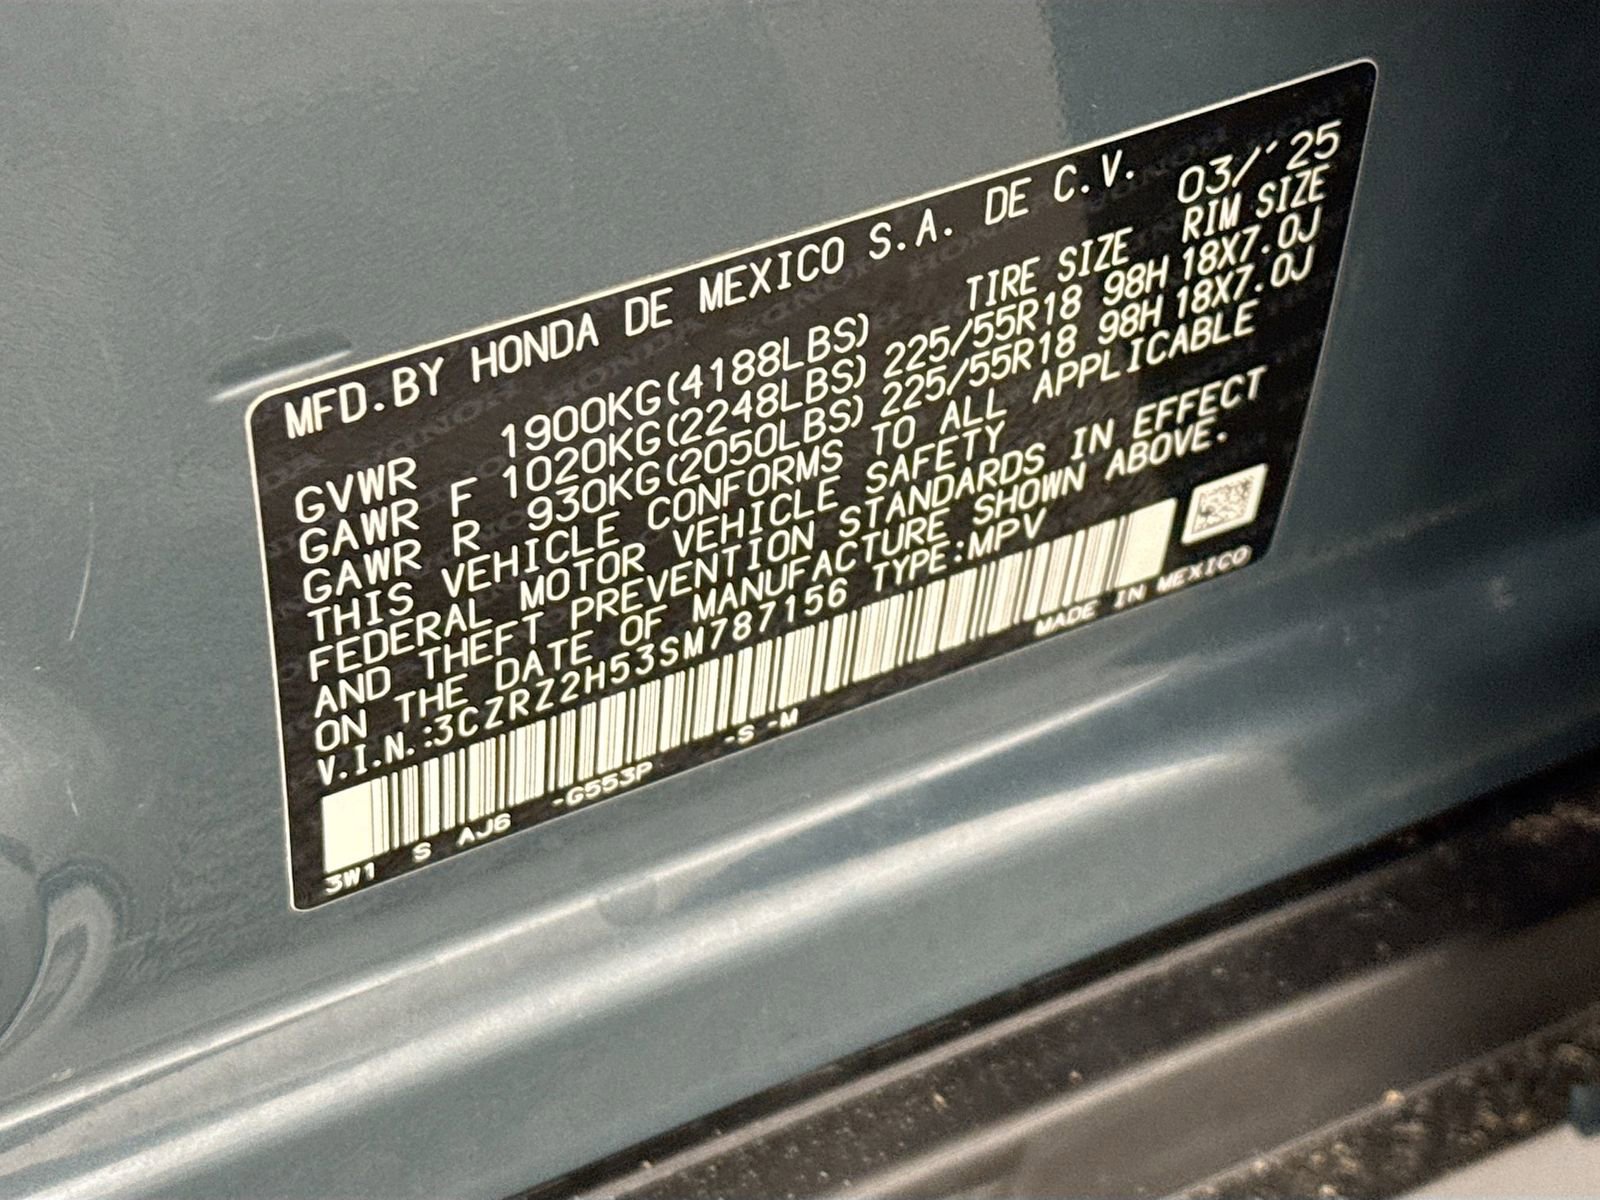 MFD.BY HONDA DE MEXICO S.A. DE C.V. 03/'25
TIRE SIZE RIM SIZE
GVWR 1900KG(4188LBS)
GAWR F 1020KG(2248LBS) 225/55R18 98H 18X7.0J
GAWR R 930KG(2050LBS) 225/55R18 98H 18X7.0J
THIS VEHICLE CONFORMS TO ALL APPLICABLE
FEDERAL MOTOR VEHICLE SAFETY
AND THEFT PREVENTION STANDARDS IN EFFECT
ON THE DATE OF MANUFACTURE SHOWN ABOVE.
V.I.N.:3CZRZ2H53SM787156 TYPE:MPV
3W1 S AJ6 -G553P -S -M MADE IN MEXICO